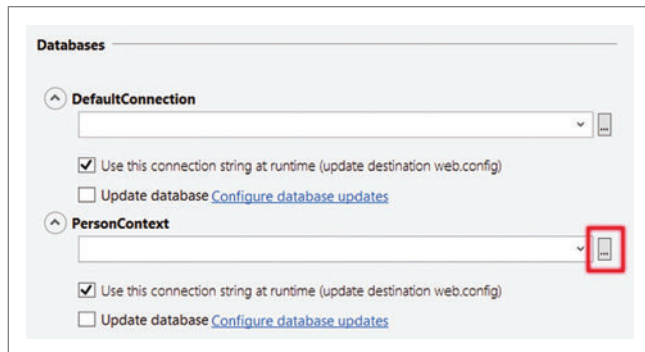 Databases
DefaultConnection
...
Use this connection string at runtime (update destination web.config)
Update database Configure database updates
PersonContext
...
Use this connection string at runtime (update destination web.config)
Update database Configure database updates